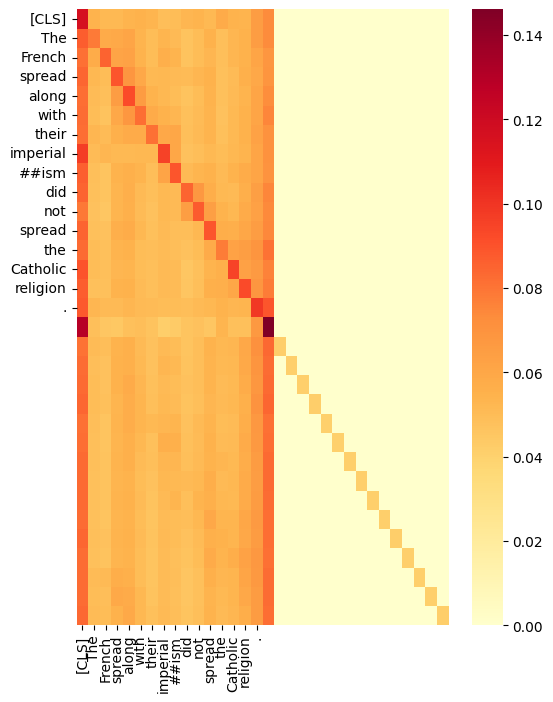 [CLS]
The
French
spread
along
with
their
imperial
##ism
did
not
spread
the
Catholic
religion
.
[CLS]
The
French
spread
along
with
their
imperial
##ism
did
not
spread
the
Catholic
religion
.
0.14
0.12
0.10
0.08
0.06
0.04
0.02
0.00